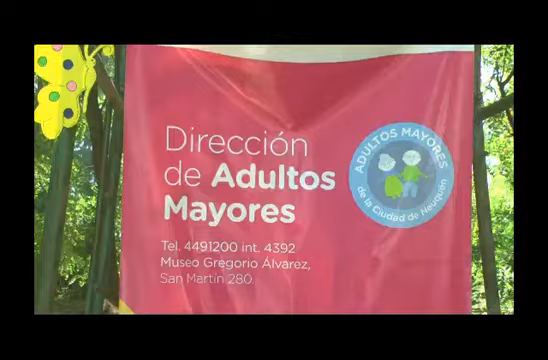 Dirección
de Adultos
Mayores
Tel. 4491200 int. 4392
Museo Gregorio Álvarez,
San Martín 280.
ADULTOS MAYORES
de la Ciudad de Neuquén